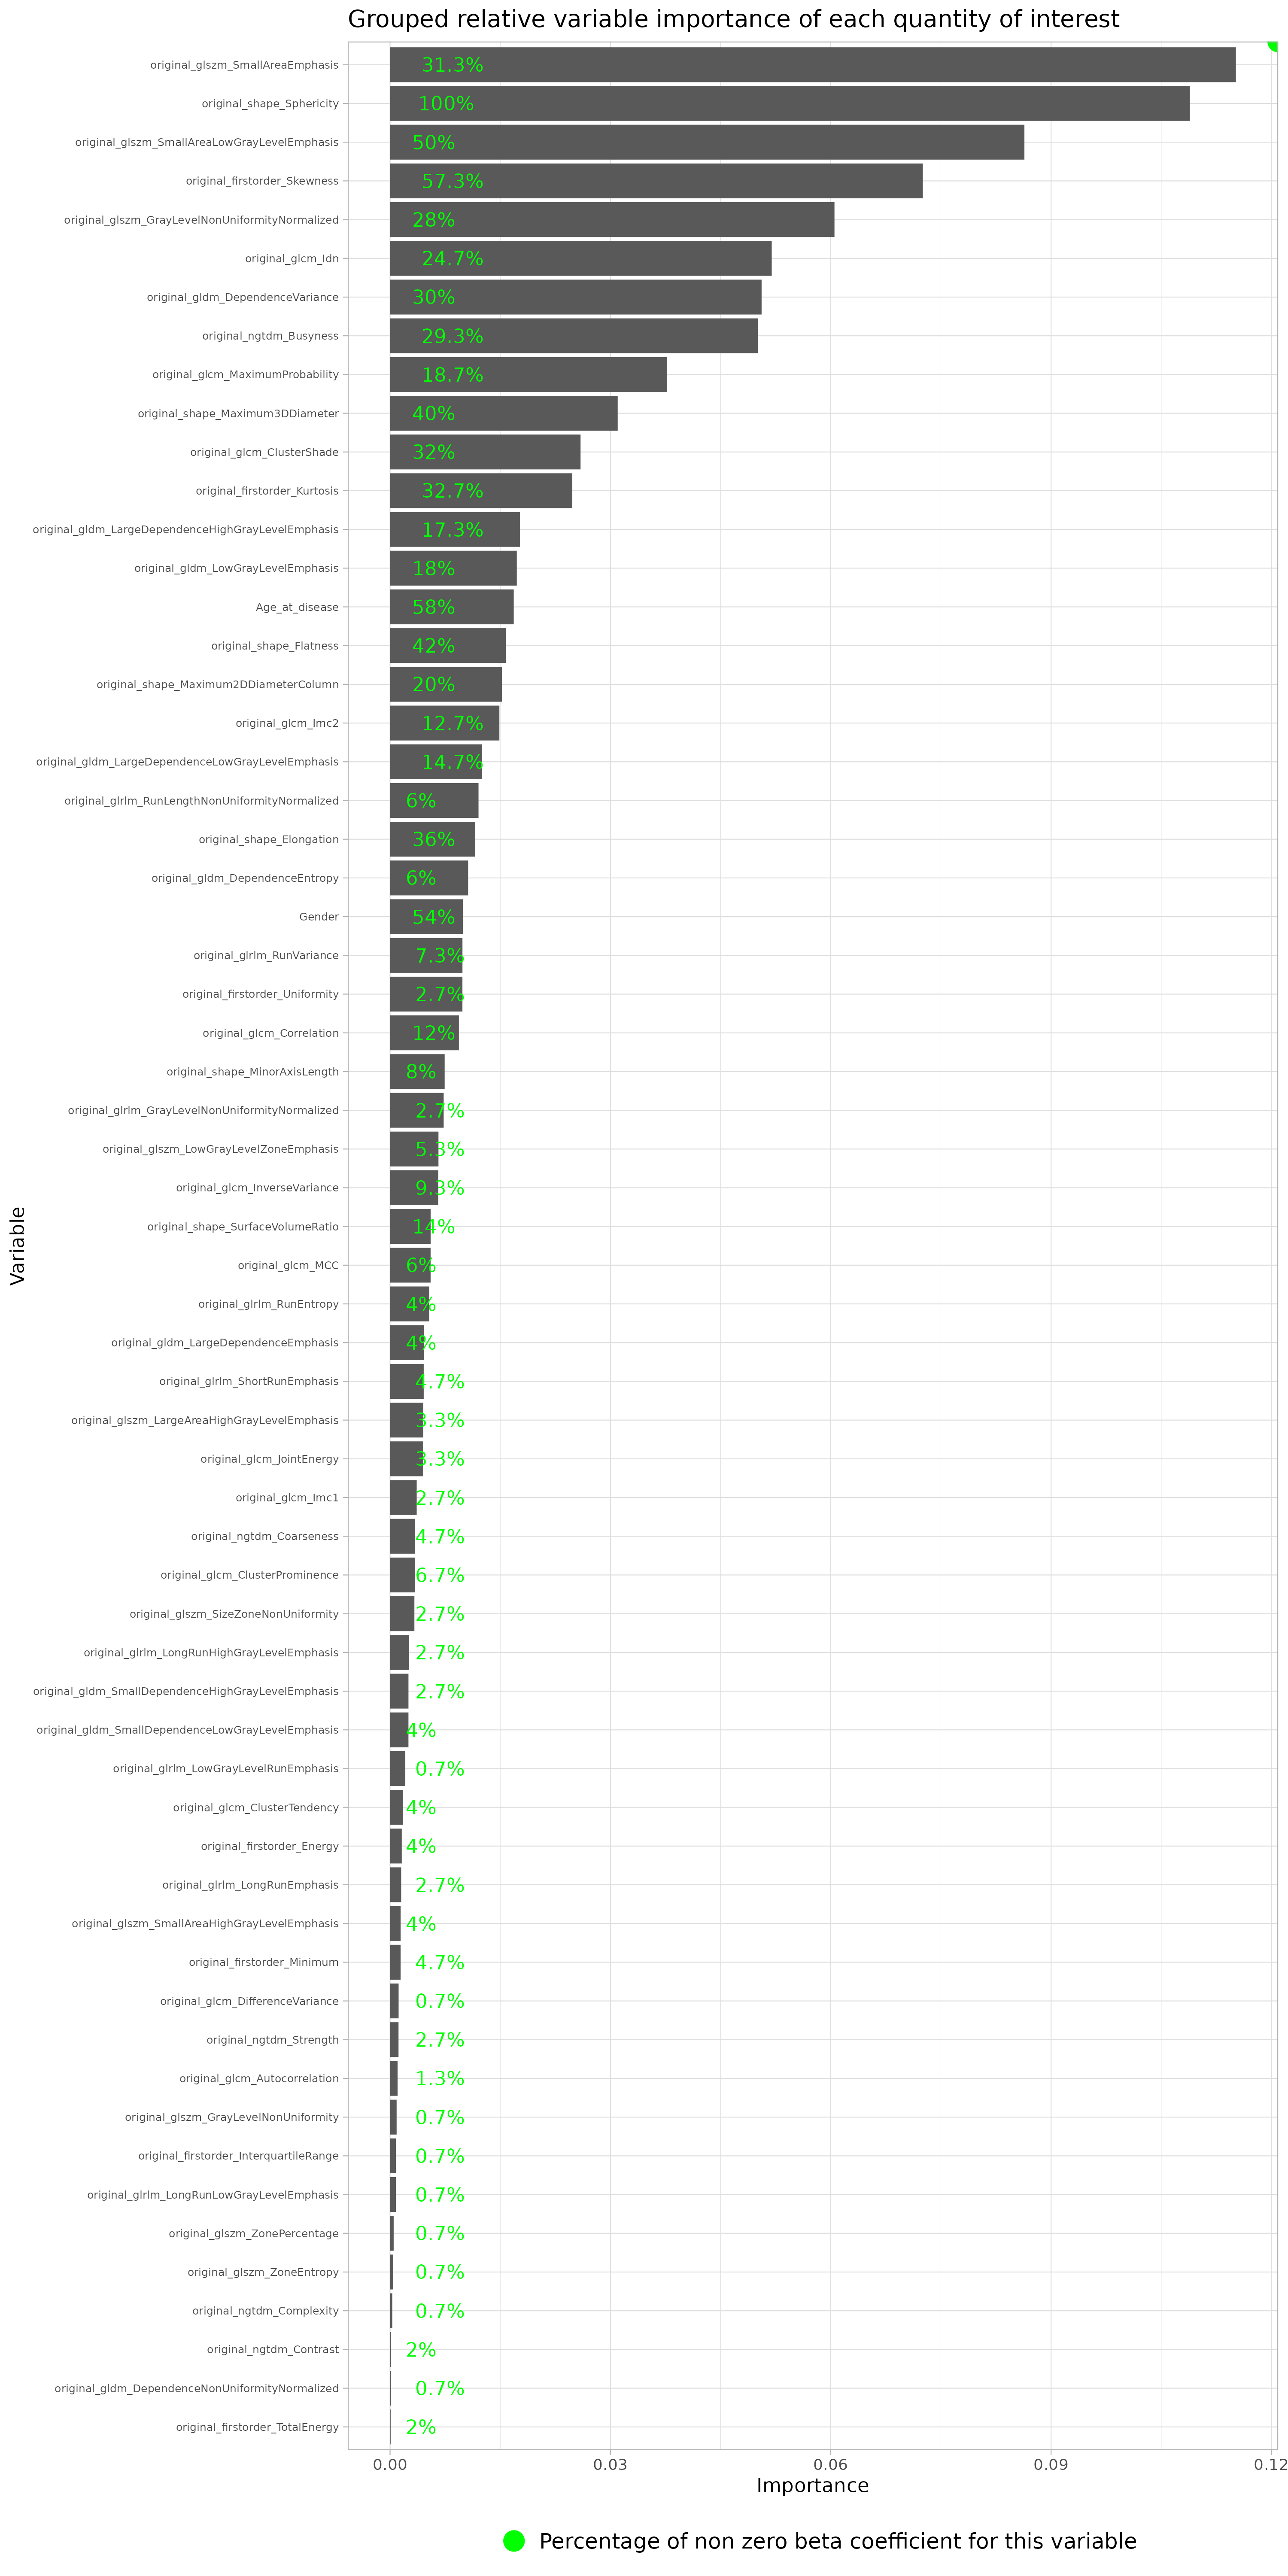 Grouped relative variable importance of each quantity of interest
original_glszm_SmallAreaEmphasis 31.3%
original_shape_Sphericity 100%
original_glszm_SmallAreaLowGrayLevelEmphasis 50%
original_firstorder_Skewness 57.3%
original_glszm_GrayLevelNonUniformityNormalized 28%
original_glcm_Idn 24.7%
original_gldm_DependenceVariance 30%
original_ngtdm_Busyness 29.3%
original_glcm_MaximumProbability 18.7%
original_shape_Maximum3DDiameter 40%
original_glcm_ClusterShade 32%
original_firstorder_Kurtosis 32.7%
original_gldm_LargeDependenceHighGrayLevelEmphasis 17.3%
original_gldm_LowGrayLevelEmphasis 18%
Age_at_disease 58%
original_shape_Flatness 42%
original_shape_Maximum2DDiameterColumn 20%
original_glcm_Imc2 12.7%
original_gldm_LargeDependenceLowGrayLevelEmphasis 14.7%
original_glrlm_RunLengthNonUniformityNormalized 6%
original_shape_Elongation 36%
original_gldm_DependenceEntropy 6%
Gender 54%
original_glrlm_RunVariance 7.3%
original_firstorder_Uniformity 2.7%
original_glcm_Correlation 12%
original_shape_MinorAxisLength 8%
original_glrlm_GrayLevelNonUniformityNormalized 2.7%
original_glszm_LowGrayLevelZoneEmphasis 5.3%
original_glcm_InverseVariance 9.3%
original_shape_SurfaceVolumeRatio 14%
original_glcm_MCC 6%
original_glrlm_RunEntropy 4%
original_gldm_LargeDependenceEmphasis 4%
original_glrlm_ShortRunEmphasis 4.7%
original_glszm_LargeAreaHighGrayLevelEmphasis 3.3%
original_glcm_JointEnergy 3.3%
original_glcm_Imc1 2.7%
original_ngtdm_Coarseness 4.7%
original_glcm_ClusterProminence 6.7%
original_glszm_SizeZoneNonUniformity 2.7%
original_glrlm_LongRunHighGrayLevelEmphasis 2.7%
original_gldm_SmallDependenceHighGrayLevelEmphasis 2.7%
original_gldm_SmallDependenceLowGrayLevelEmphasis 4%
original_glrlm_LowGrayLevelRunEmphasis 0.7%
original_glcm_ClusterTendency 4%
original_firstorder_Energy 4%
original_glrlm_LongRunEmphasis 2.7%
original_glszm_SmallAreaHighGrayLevelEmphasis 4%
original_firstorder_Minimum 4.7%
original_glcm_DifferenceVariance 0.7%
original_ngtdm_Strength 2.7%
original_glcm_Autocorrelation 1.3%
original_glszm_GrayLevelNonUniformity 0.7%
original_firstorder_InterquartileRange 0.7%
original_glrlm_LongRunLowGrayLevelEmphasis 0.7%
original_glszm_ZonePercentage 0.7%
original_glszm_ZoneEntropy 0.7%
original_ngtdm_Complexity 0.7%
original_ngtdm_Contrast 2%
original_gldm_DependenceNonUniformityNormalized 0.7%
original_firstorder_TotalEnergy 2%
Variable
0.00 0.03 0.06 0.09 0.12
Importance
Percentage of non zero beta coefficient for this variable